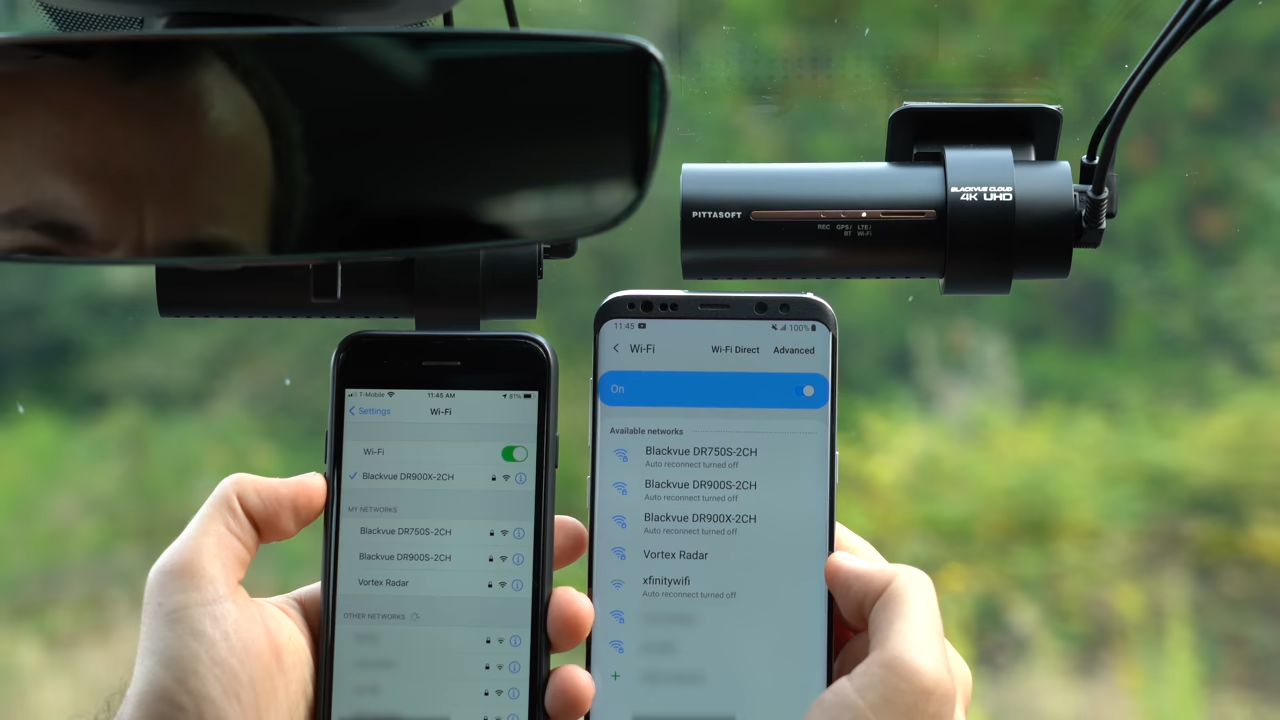 BLACKVUE CLOUD
4K UHD
PITTASOFT
REC GPS/ LTE/
BT Wi-Fi
T-Mobile 11:45 AM 81%
Settings Wi-Fi
Wi-Fi
Blackvue DR900X-2CH
MY NETWORKS
Blackvue DR750S-2CH
Blackvue DR900S-2CH
Vortex Radar
OTHER NETWORKS
11:45 100%
Wi-Fi Wi-Fi Direct Advanced
On
Available networks
Blackvue DR750S-2CH
Auto reconnect turned off
Blackvue DR900S-2CH
Auto reconnect turned off
Blackvue DR900X-2CH
Auto reconnect turned off
Vortex Radar
xfinitywifi
Auto reconnect turned off